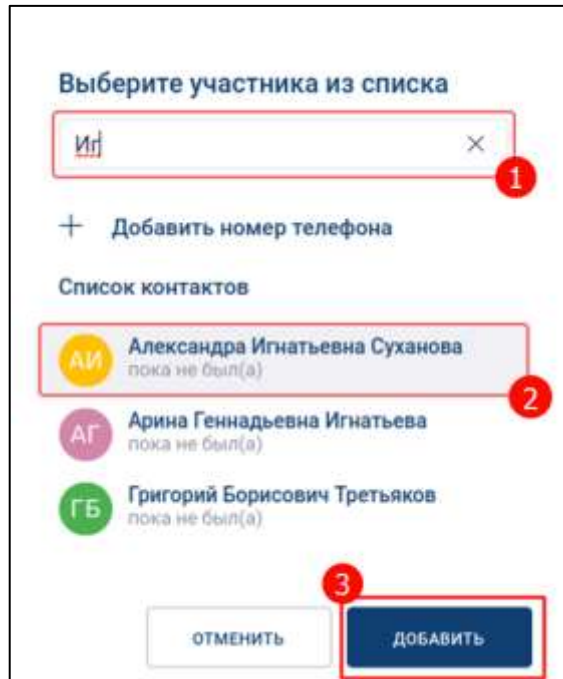 Выберите участника из списка
Иг
1
+ Добавить номер телефона
Список контактов
АИ
Александра Игнатьевна Суханова
пока не был(а)
2
АГ
Арина Геннадьевна Игнатьева
пока не был(а)
ГБ
Григорий Борисович Третьяков
пока не был(а)
3
ОТМЕНИТЬ
ДОБАВИТЬ